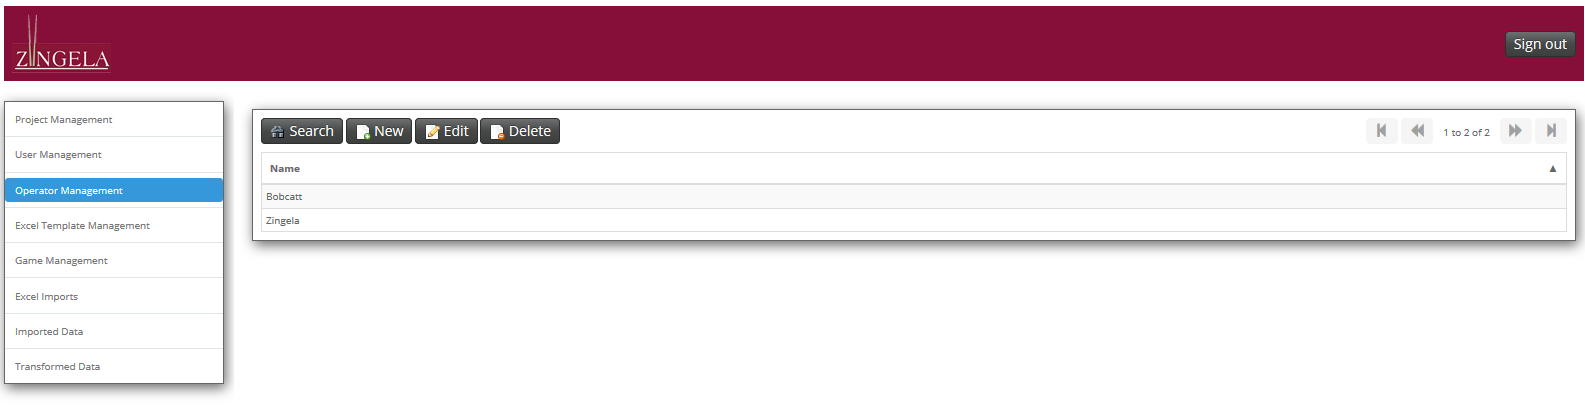 ZINGELA
Sign out
Project Management
User Management
Operator Management
Excel Template Management
Game Management
Excel Imports
Imported Data
Transformed Data
Search New Edit Delete 1 to 2 of 2
Name
Bobcatt
Zingela